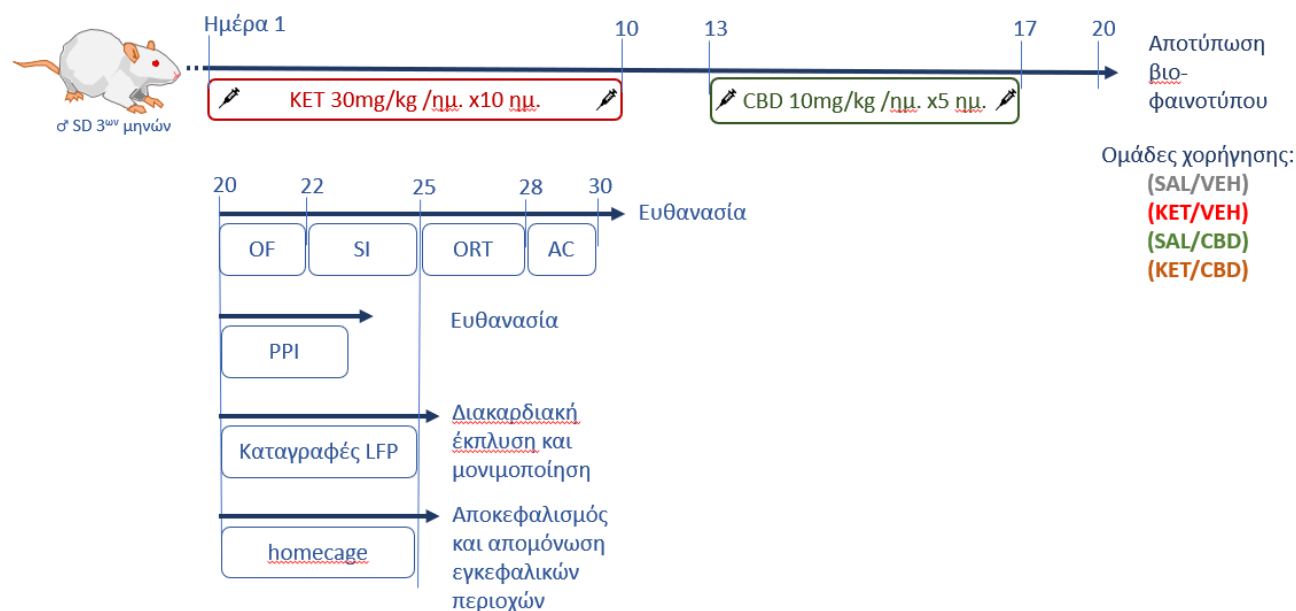 Ημέρα 1
10
13
17
20
KET 30mg/kg /ημ. x10 ημ.
CBD 10mg/kg /ημ. x5 ημ.
♂ SD 3ων μηνών
Αποτύπωση
βιο-
φαινοτύπου
Ομάδες χορήγησης:
(SAL/VEH)
(KET/VEH)
(SAL/CBD)
(KET/CBD)
20
22
25
28
30
OF
SI
ORT
AC
Ευθανασία
PPI
Ευθανασία
Καταγραφές LFP
Διακαρδιακή
έκπλυση και
μονιμοποίηση
homecage
Αποκεφαλισμός
και απομόνωση
εγκεφαλικών
περιοχών